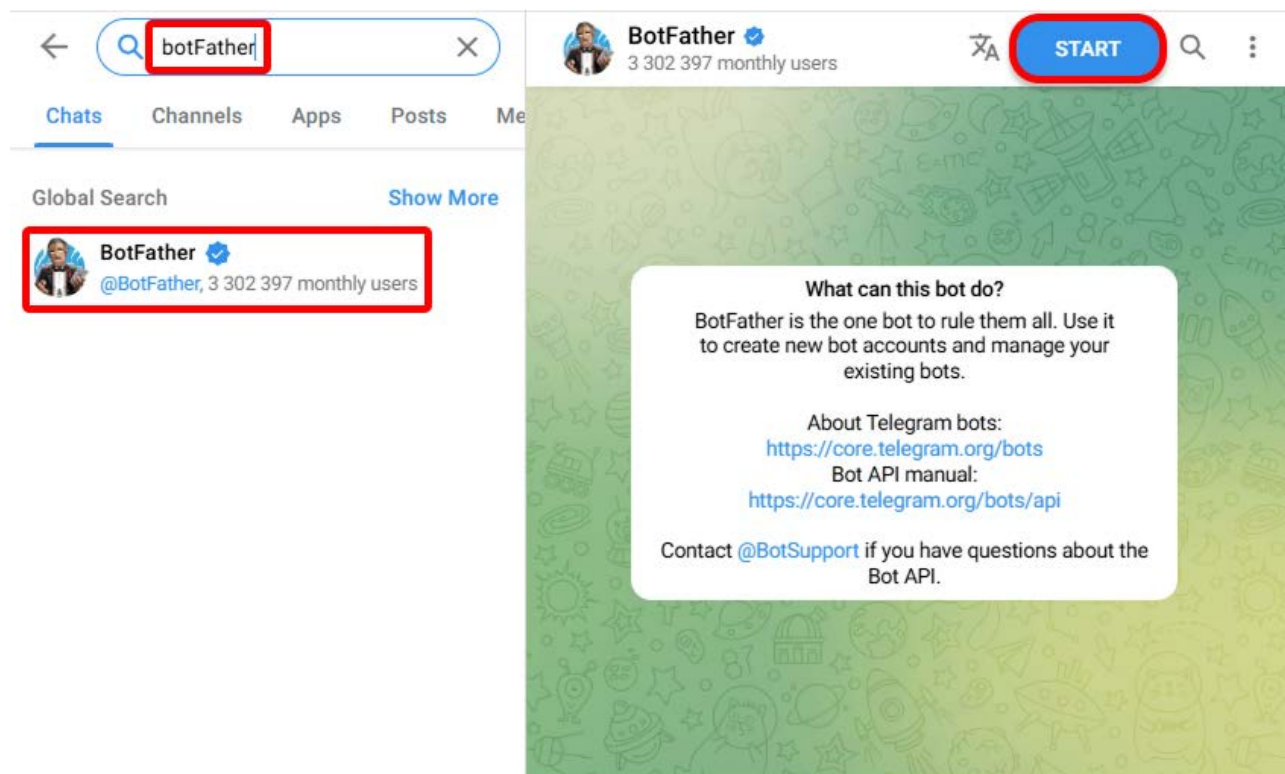 botFather
Chats Channels Apps Posts Me
Global Search Show More
BotFather
@BotFather, 3 302 397 monthly users
BotFather
3 302 397 monthly users
START
What can this bot do?
BotFather is the one bot to rule them all. Use it
to create new bot accounts and manage your
existing bots.
About Telegram bots:
https://core.telegram.org/bots
Bot API manual:
https://core.telegram.org/bots/api
Contact @BotSupport if you have questions about the
Bot API.